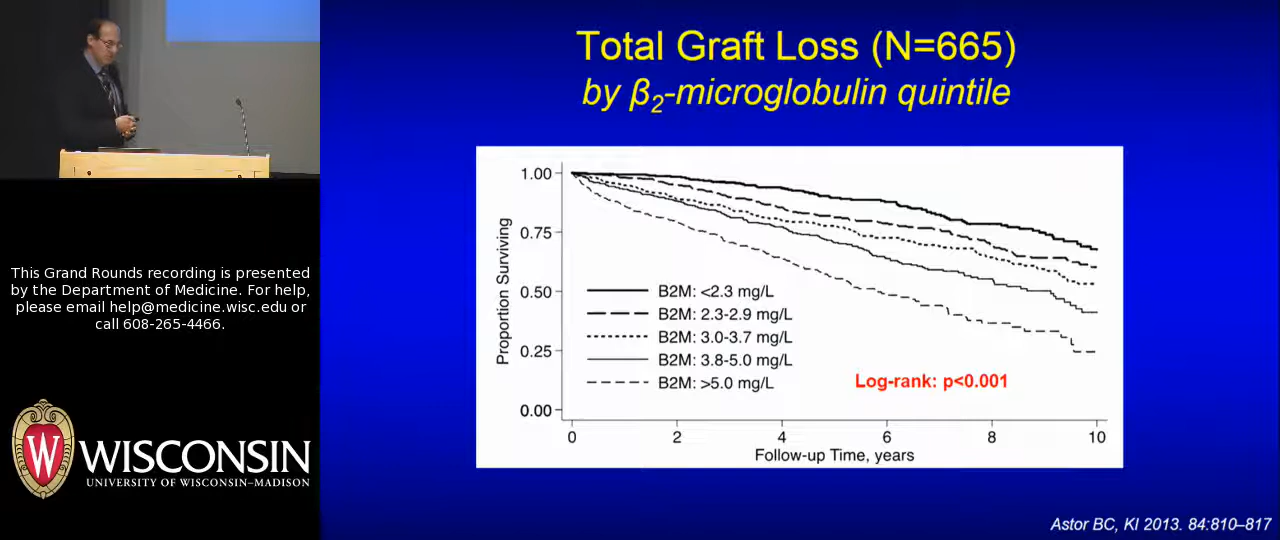 Total Graft Loss (N=665)
by β2-microglobulin quintile
This Grand Rounds recording is presented
by the Department of Medicine. For help,
please email help@medicine.wisc.edu or
call 608-265-4466.
W
WISCONSIN
UNIVERSITY OF WISCONSIN–MADISON
Proportion Surviving
1.00
0.75
0.50
0.25
0.00
B2M: <2.3 mg/L
B2M: 2.3-2.9 mg/L
B2M: 3.0-3.7 mg/L
B2M: 3.8-5.0 mg/L
B2M: >5.0 mg/L
Log-rank: p<0.001
0 2 4 6 8 10
Follow-up Time, years
Astor BC, KI 2013. 84:810–817